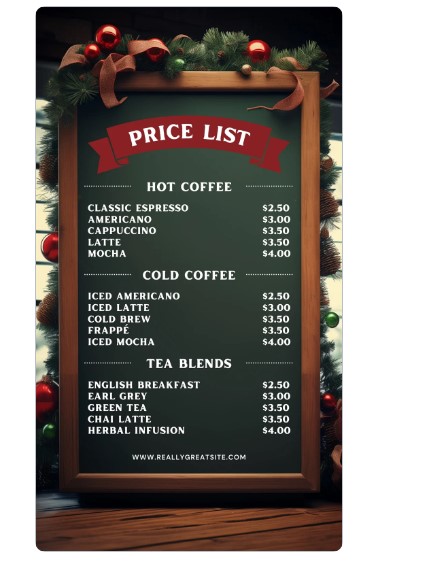 PRICE LIST
HOT COFFEE
CLASSIC ESPRESSO $2.50
AMERICANO $3.00
CAPPUCCINO $3.50
LATTE $3.50
MOCHA $4.00
COLD COFFEE
ICED AMERICANO $2.50
ICED LATTE $3.00
COLD BREW $3.50
FRAPPÉ $3.50
ICED MOCHA $4.00
TEA BLENDS
ENGLISH BREAKFAST $2.50
EARL GREY $3.00
GREEN TEA $3.50
CHAI LATTE $3.50
HERBAL INFUSION $4.00
WWW.REALLYGREATSITE.COM